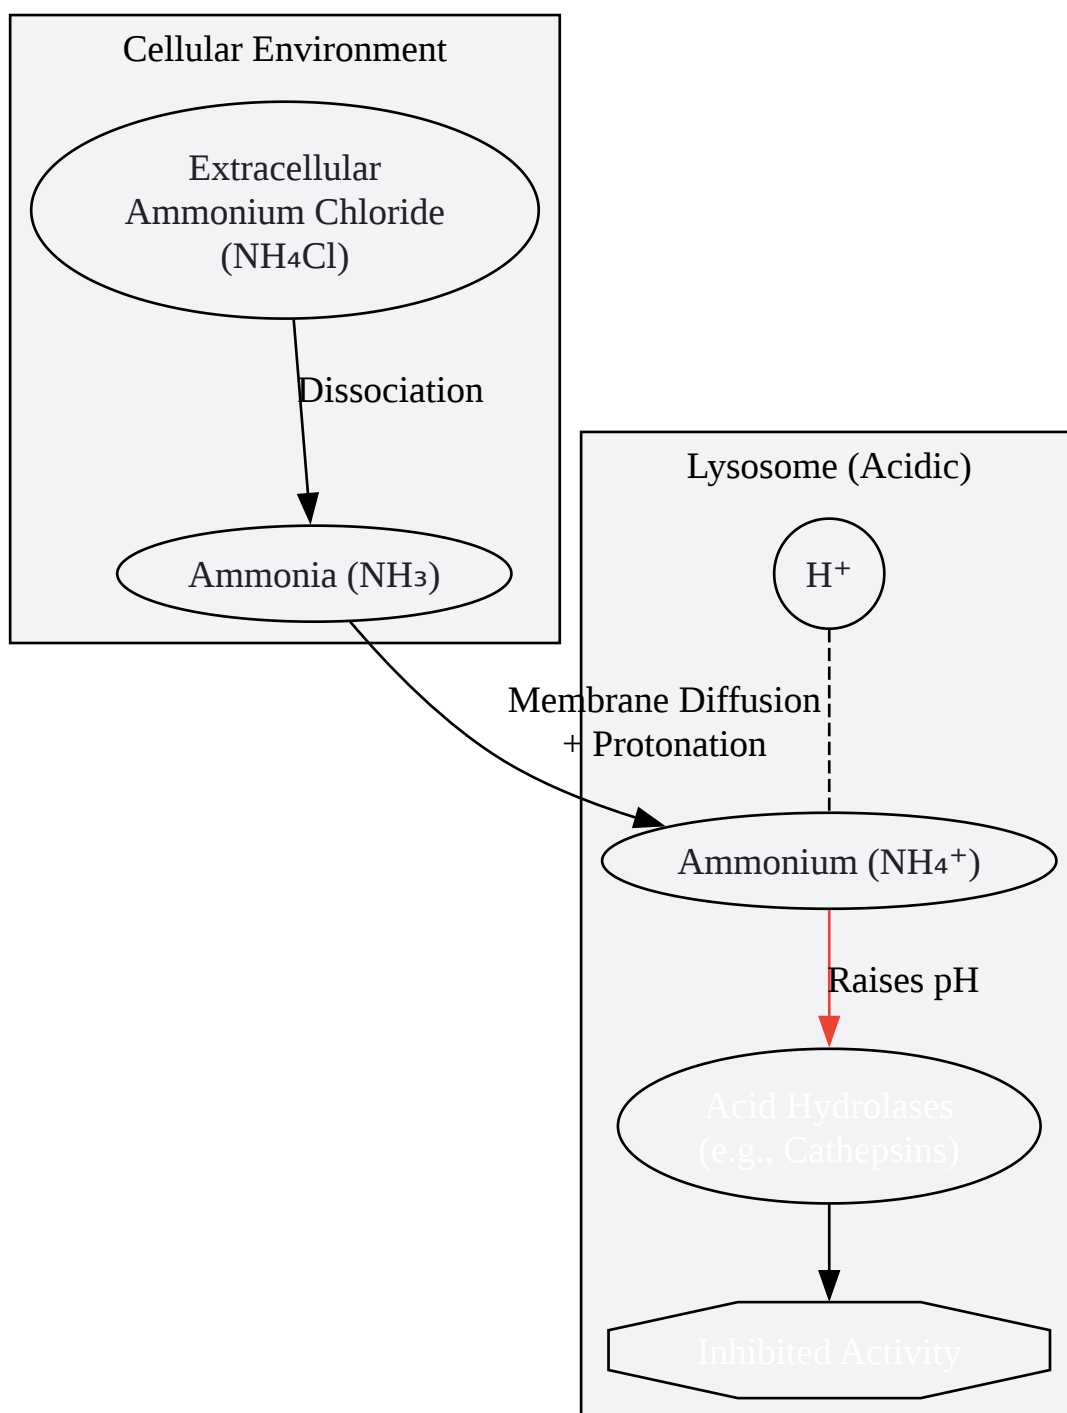 Cellular Environment
Extracellular
Ammonium Chloride
(NH₄Cl)
Dissociation
Ammonia (NH₃)
Lysosome (Acidic)
H⁺
Membrane Diffusion
+ Protonation
Ammonium (NH₄⁺)
Raises pH
Acid Hydrolases
(e.g., Cathepsins)
Inhibited Activity